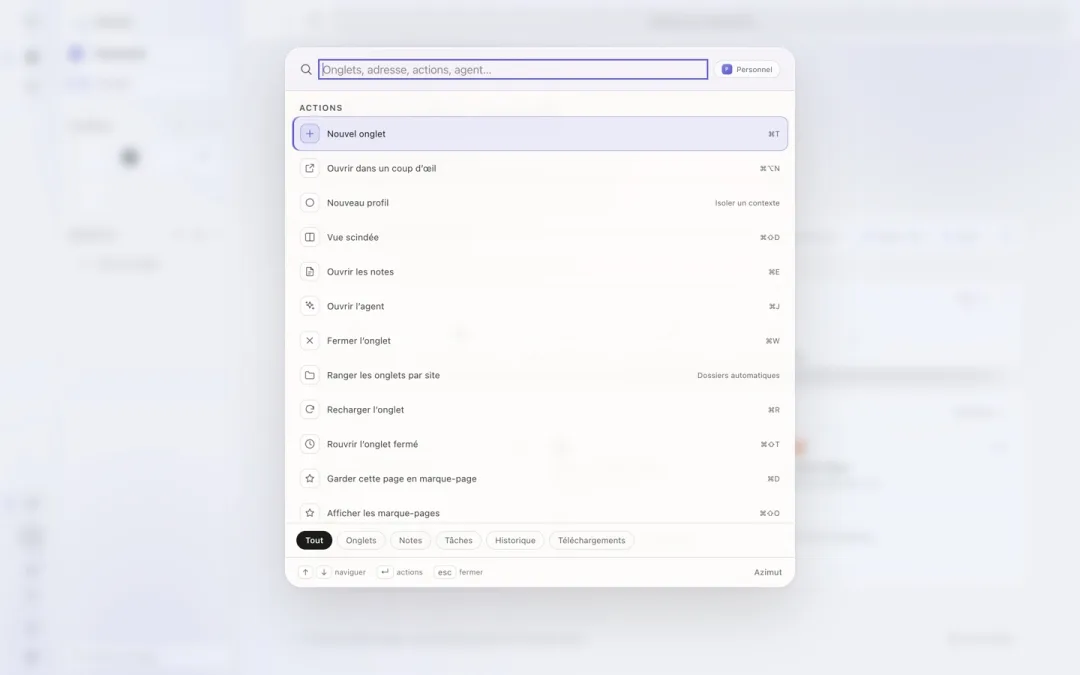 Onglets, adresse, actions, agent...
P Personnel
ACTIONS
Nouvel onglet ⌘T
Ouvrir dans un coup d'œil ⌘⌥N
Nouveau profil Isoler un contexte
Vue scindée ⌘⇧D
Ouvrir les notes ⌘E
Ouvrir l'agent ⌘J
Fermer l'onglet ⌘W
Ranger les onglets par site Dossiers automatiques
Recharger l'onglet ⌘R
Rouvrir l'onglet fermé ⌘⇧T
Garder cette page en marque-page ⌘D
Afficher les marque-pages ⌘⇧O
Tout Onglets Notes Tâches Historique Téléchargements
↑ ↓ naviguer ↵ actions esc fermer Azimut